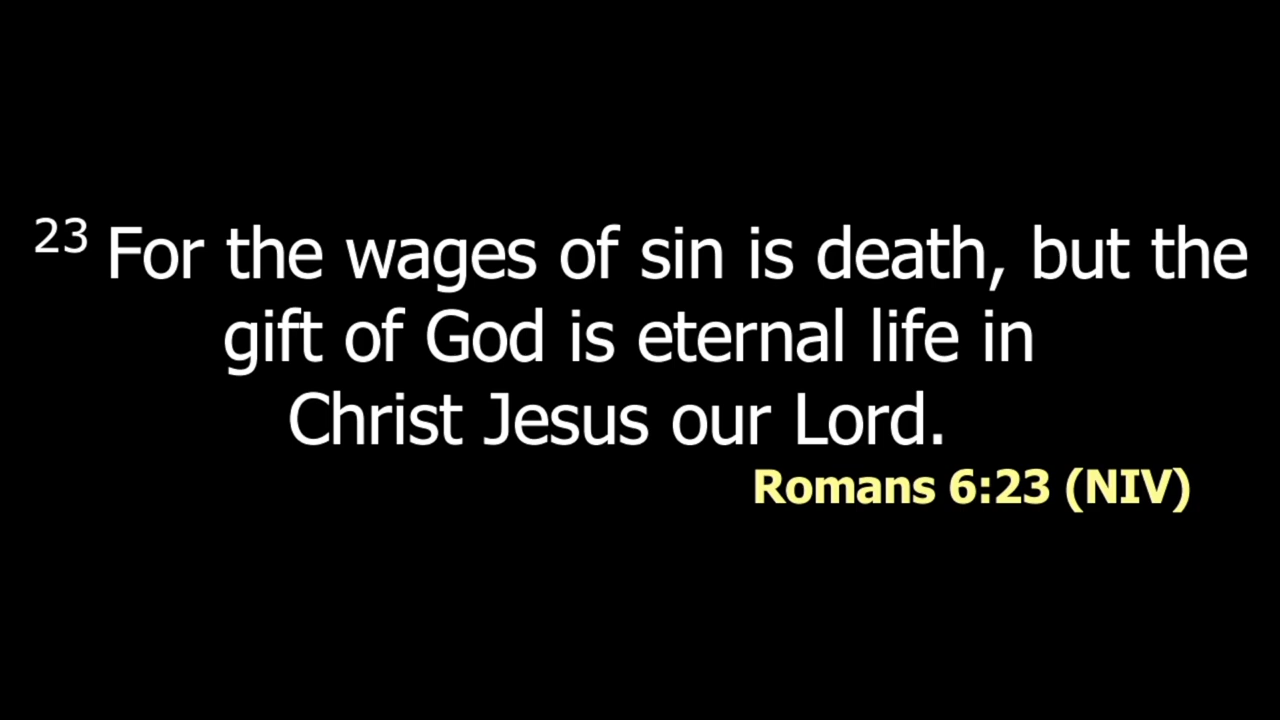 23 For the wages of sin is death, but the
gift of God is eternal life in
Christ Jesus our Lord.
Romans 6:23 (NIV)